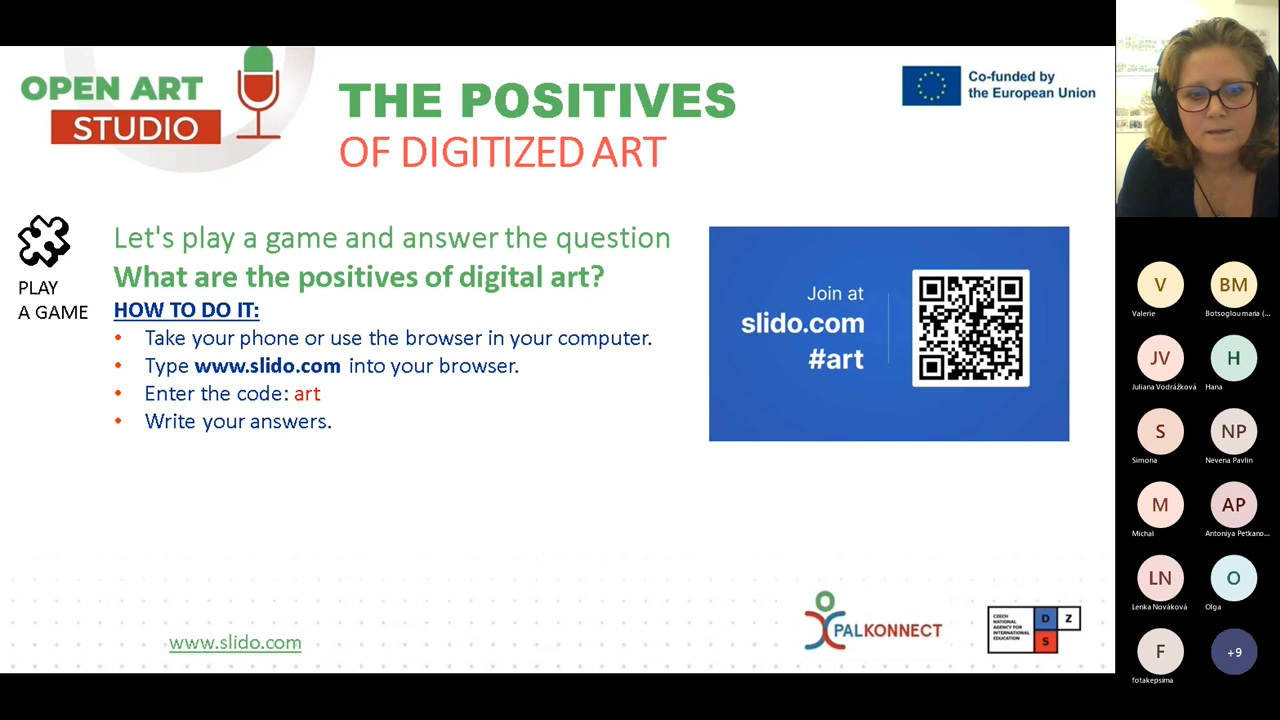 OPEN ART
STUDIO
THE POSITIVES
OF DIGITIZED ART
Co-funded by
the European Union
PLAY
A GAME
Let's play a game and answer the question
What are the positives of digital art?
HOW TO DO IT:
• Take your phone or use the browser in your computer.
• Type www.slido.com into your browser.
• Enter the code: art
• Write your answers.
Join at
slido.com
#art
www.slido.com
PALKONNECT
CZECH
NATIONAL
AGENCY FOR
INTERNATIONAL
EDUCATION
D Z
S
V
Valerie
BM
Botsoglou maria (...
JV
Juliana Vodrážková
H
Hana
S
Simona
NP
Nevena Pavlin
M
Michal
AP
Antoniya Petkano...
LN
Lenka Nováková
O
Olga
F
fotakepsima
+9